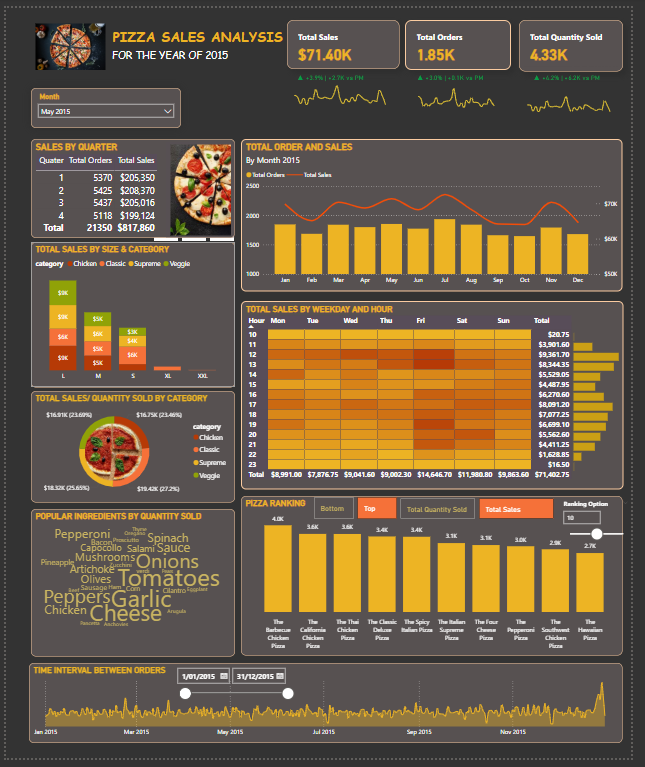 PIZZA SALES ANALYSIS
FOR THE YEAR OF 2015
Total Sales
$71.40K
▲ +3.9% | +2.7K vs PM
Total Orders
1.85K
▲ +3.0% | +0.1K vs PM
Total Quantity Sold
4.33K
▲ +6.2% | +6.2K vs PM
Month
May 2015
SALES BY QUARTER
Quater Total Orders Total Sales
1 5370 $205,350
2 5425 $208,370
3 5437 $205,016
4 5118 $199,124
Total 21350 $817,860
TOTAL ORDER AND SALES
By Month 2015
Total Orders Total Sales
2500
2000
1500
1000
$70K
$60K
$50K
Jan Feb Mar Apr May Jun Jul Aug Sep Oct Nov Dec
TOTAL SALES BY SIZE & CATEGORY
category Chicken Classic Supreme Veggie
$9K
$9K
$6K
$9K
$5K
$6K
$6K
$5K
$3K
$4K
$6K
L M S XL XXL
TOTAL SALES BY WEEKDAY AND HOUR
Hour Mon Tue Wed Thu Fri Sat Sun Total
10 $20.75
11 $3,901.60
12 $9,361.70
13 $8,344.35
14 $5,529.05
15 $4,487.95
16 $6,270.60
17 $8,091.20
18 $7,077.25
19 $6,699.10
20 $5,562.60
21 $4,411.25
22 $1,628.85
23 $16.50
Total $8,991.00 $7,876.75 $9,041.60 $9,002.30 $14,646.70 $11,980.80 $9,863.60 $71,402.75
TOTAL SALES/ QUANTITY SOLD BY CATEGORY
$16.91K (23.69%)
$16.75K (23.46%)
$18.32K (25.65%)
$19.42K (27.2%)
category
Chicken
Classic
Supreme
Veggie
PIZZA RANKING
Bottom
Top
Total Quantity Sold
Total Sales
Ranking Option
10
4.0K 3.6K 3.6K 3.4K 3.4K 3.1K 3.1K 3.0K 2.9K 2.7K
The Barbecue Chicken Pizza
The California Chicken Pizza
The Thai Chicken Pizza
The Classic Deluxe Pizza
The Spicy Italian Pizza
The Italian Supreme Pizza
The Four Cheese Pizza
The Pepperoni Pizza
The Southwest Chicken Pizza
The Hawaiian Pizza
POPULAR INGREDIENTS BY QUANTITY SOLD
Thyme
Pepperoni Oregano Spinach
Bacon Prosciutto
Capocollo Salami Sauce
Mushrooms
Pineapple Zucchini Onions
Artichoke
Olives Tomatoes
Sausage Ham Corn
Cilantro Eggplant
Peppers Garlic
Chicken Cheese Arugula
Pancetta Anchovies
TIME INTERVAL BETWEEN ORDERS
1/01/2015 31/12/2015
Jan 2015 Mar 2015 May 2015 Jul 2015 Sep 2015 Nov 2015